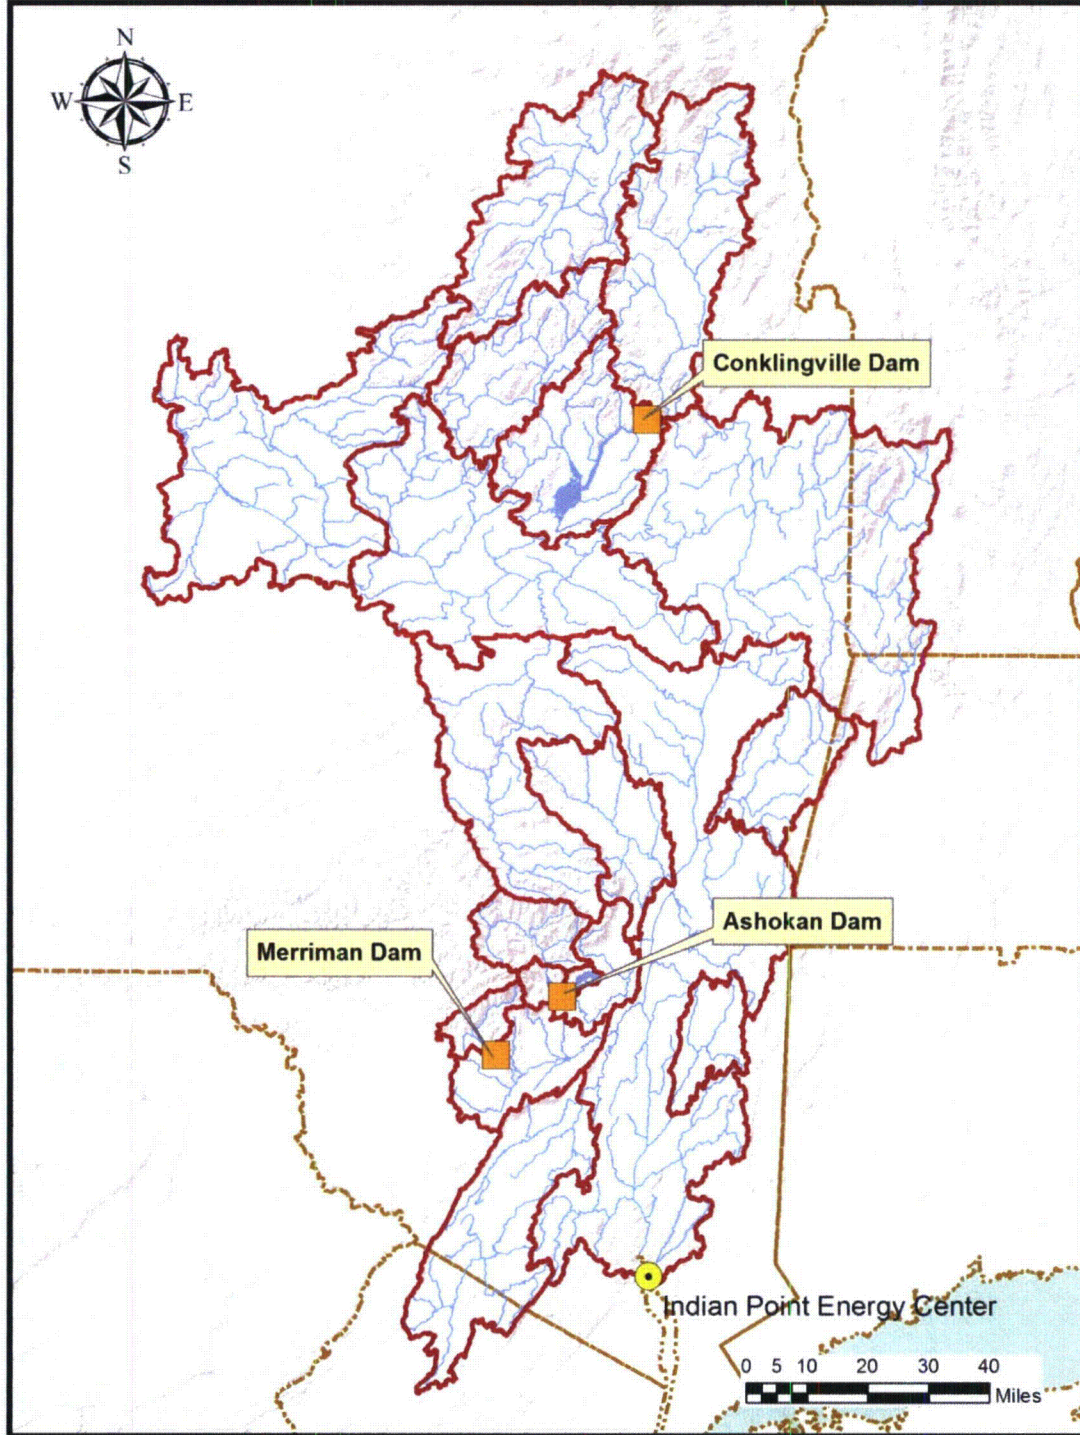 N
W E
S
Conklingville Dam
Ashokan Dam
Merriman Dam
Indian Point Energy Center
0 5 10 20 30 40
Miles